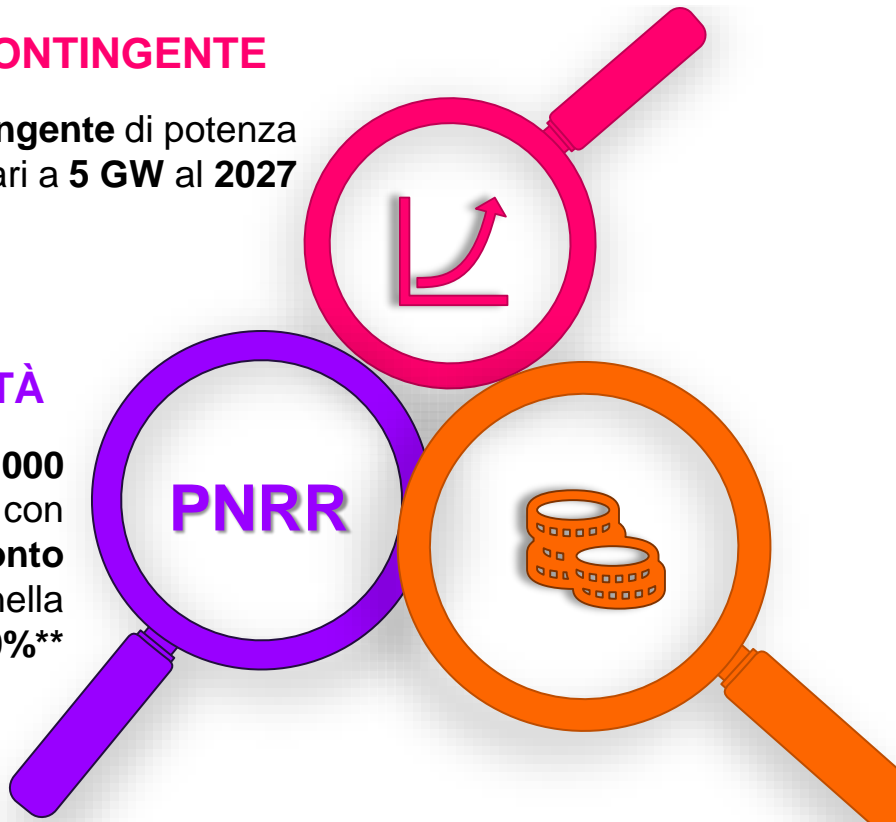 ONTINGENTE
ngente di potenza
ari a 5 GW al 2027
TÀ
000
con
onto
nella
0%**
PNRR